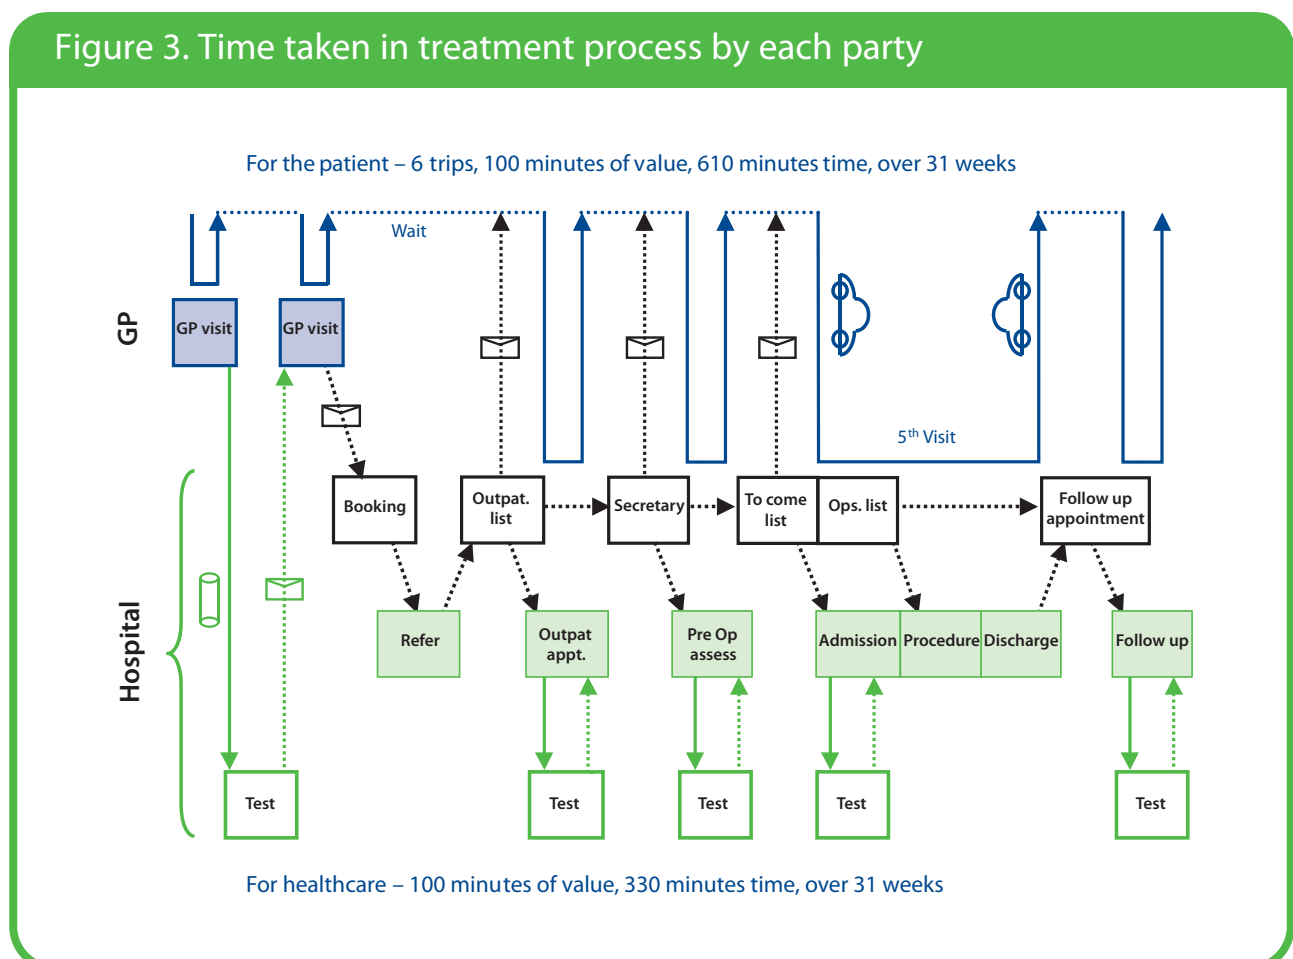 Figure 3. Time taken in treatment process by each party
For the patient – 6 trips, 100 minutes of value, 610 minutes time, over 31 weeks
Wait
GP
GP visit
GP visit
5th Visit
Hospital
Booking
Outpat.
list
Secretary
To come
list
Ops. list
Follow up
appointment
Refer
Outpat
appt.
Pre Op
assess
Admission
Procedure
Discharge
Follow up
Test
Test
Test
Test
Test
For healthcare – 100 minutes of value, 330 minutes time, over 31 weeks